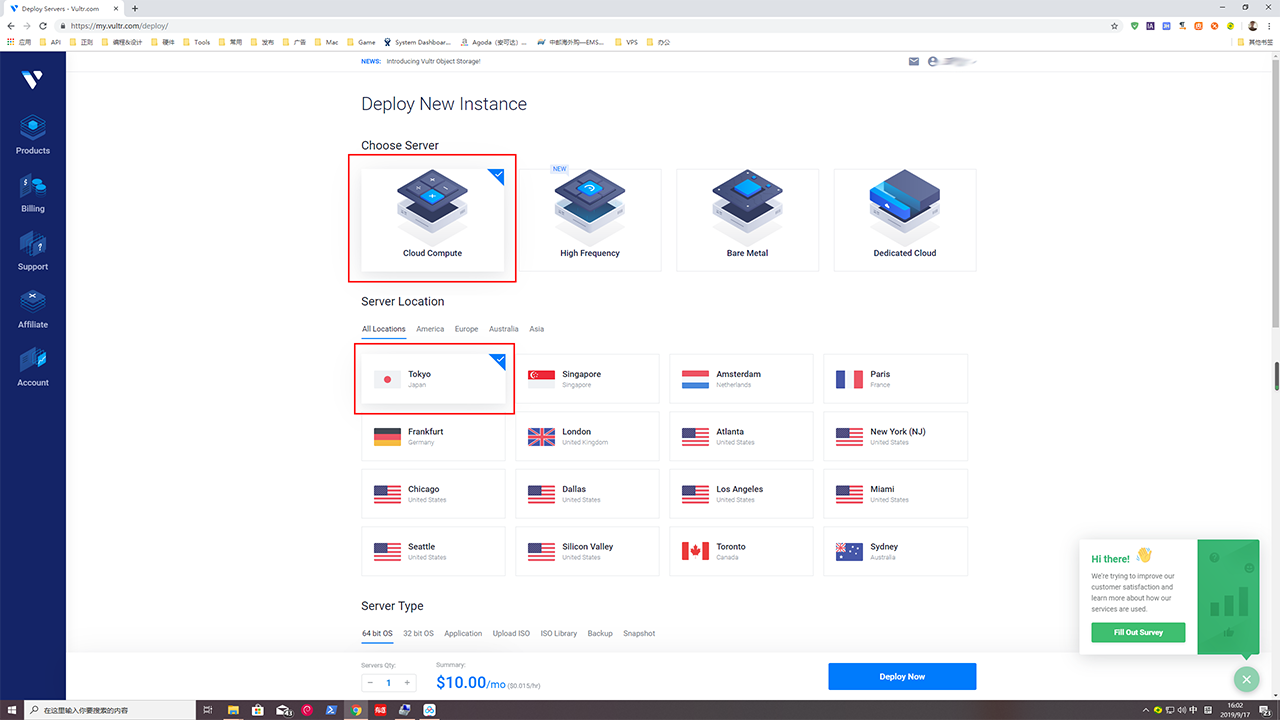 Deploy Servers - Vultr.com
https://my.vultr.com/deploy/
应用
API
正则
编程&设计
硬件
Tools
常用
发布
广告
Mac
Game
System Dashboar...
Agoda (安可达) ...
中邮海外购—EMS...
VPS
办公
其他书签
NEWS: Introducing Vultr Object Storage!
Products
Billing
Support
Affiliate
Account
Deploy New Instance
Choose Server
Cloud Compute
NEW
High Frequency
Bare Metal
Dedicated Cloud
Server Location
All Locations
America
Europe
Australia
Asia
Tokyo
Japan
Singapore
Singapore
Amsterdam
Netherlands
Paris
France
Frankfurt
Germany
London
United Kingdom
Atlanta
United States
New York (NJ)
United States
Chicago
United States
Dallas
United States
Los Angeles
United States
Miami
United States
Seattle
United States
Silicon Valley
United States
Toronto
Canada
Sydney
Australia
Server Type
64 bit OS
32 bit OS
Application
Upload ISO
ISO Library
Backup
Snapshot
Servers Qty:
− 1 +
Summary:
$10.00/mo ($0.015/hr)
Deploy Now
Hi there!
We're trying to improve our
customer satisfaction and
learn more about how our
services are used.
Fill Out Survey
在这里输入你要搜索的内容
中
16:02
2019/9/17